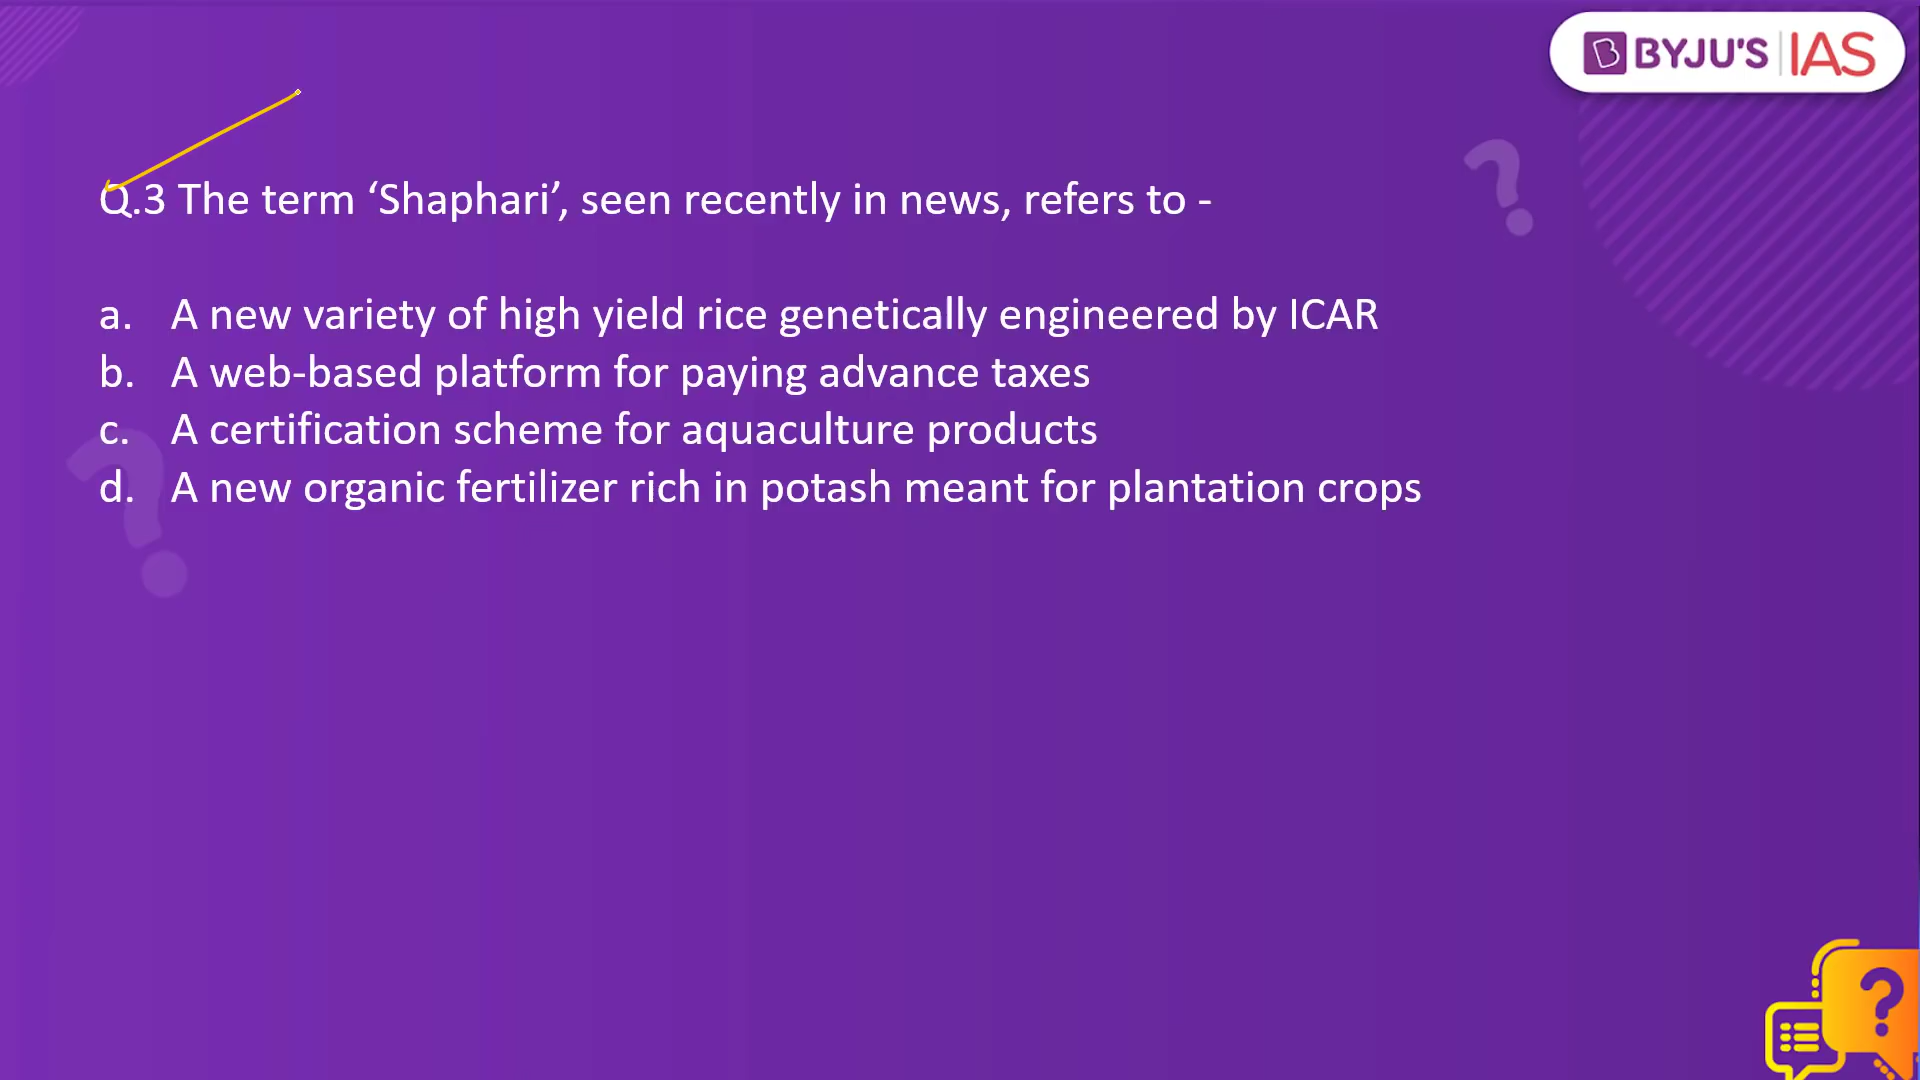 BYJU'S IAS
Q.3 The term ‘Shaphari’, seen recently in news, refers to -
a. A new variety of high yield rice genetically engineered by ICAR
b. A web-based platform for paying advance taxes
c. A certification scheme for aquaculture products
d. A new organic fertilizer rich in potash meant for plantation crops